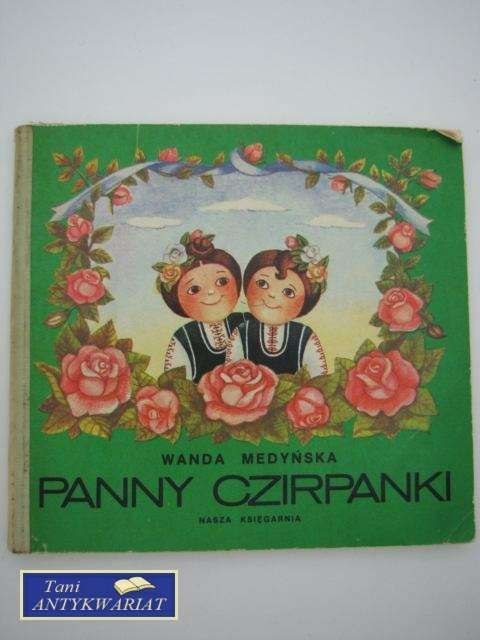 WANDA MEDYŃSKA
PANNY CZIRPANKI
NASZA KSIĘGARNIA
Tani
ANTYKWARIAT